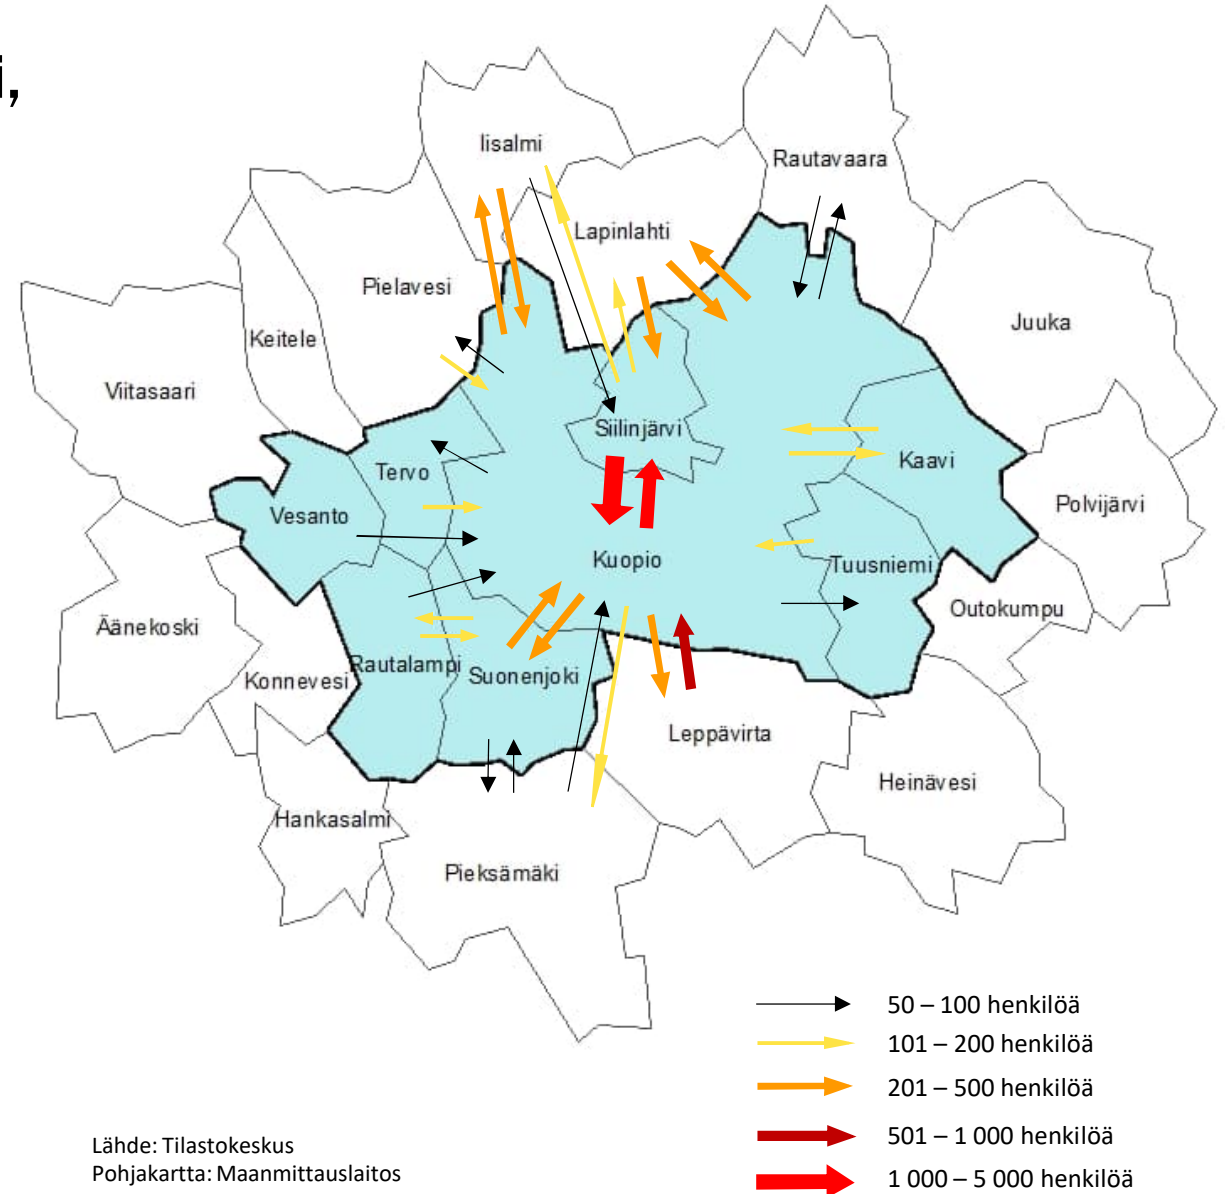 i,
Iisalmi
Rautavaara
Lapinlahti
Pielavesi
Juuka
Keitele
Viitasaari
Siilinjärvi
Kaavi
Tervo
Polvijärvi
Vesanto
Kuopio
Tuusniemi
Outokumpu
Äänekoski
Rautalampi
Suonenjoki
Konnevesi
Leppävirta
Heinävesi
Hankasalmi
Pieksämäki
50 – 100 henkilöä
101 – 200 henkilöä
201 – 500 henkilöä
501 – 1 000 henkilöä
1 000 – 5 000 henkilöä
Lähde: Tilastokeskus
Pohjakartta: Maanmittauslaitos